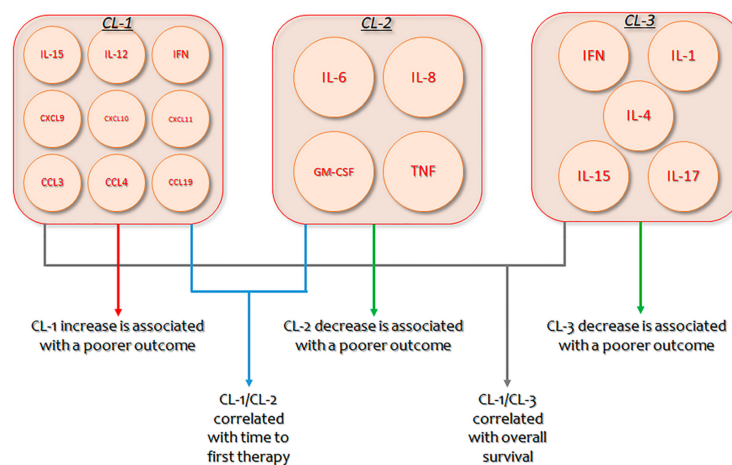 CL-1
IL-15
IL-12
IFN
CXCL9
CXCL10
CXCL11
CCL3
CCL4
CCL19
CL-2
IL-6
IL-8
GM-CSF
TNF
CL-3
IFN
IL-1
IL-4
IL-15
IL-17
CL-1 increase is associated
with a poorer outcome
CL-2 decrease is associated
with a poorer outcome
CL-3 decrease is associated
with a poorer outcome
CL-1/CL-2
correlated
with time to
first therapy
CL-1/CL-3
correlated
with overall
survival